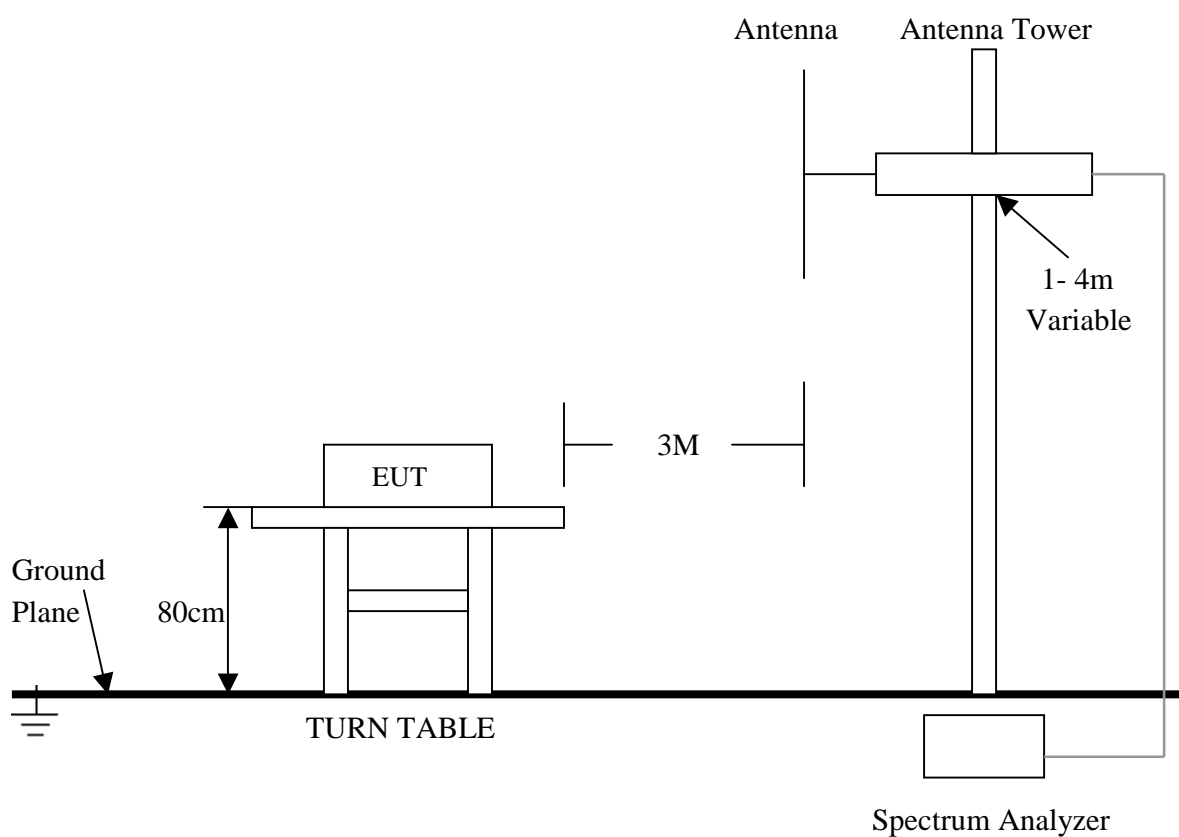 Antenna
Antenna Tower
1- 4m
Variable
3M
EUT
Ground
Plane
80cm
TURN TABLE
Spectrum Analyzer